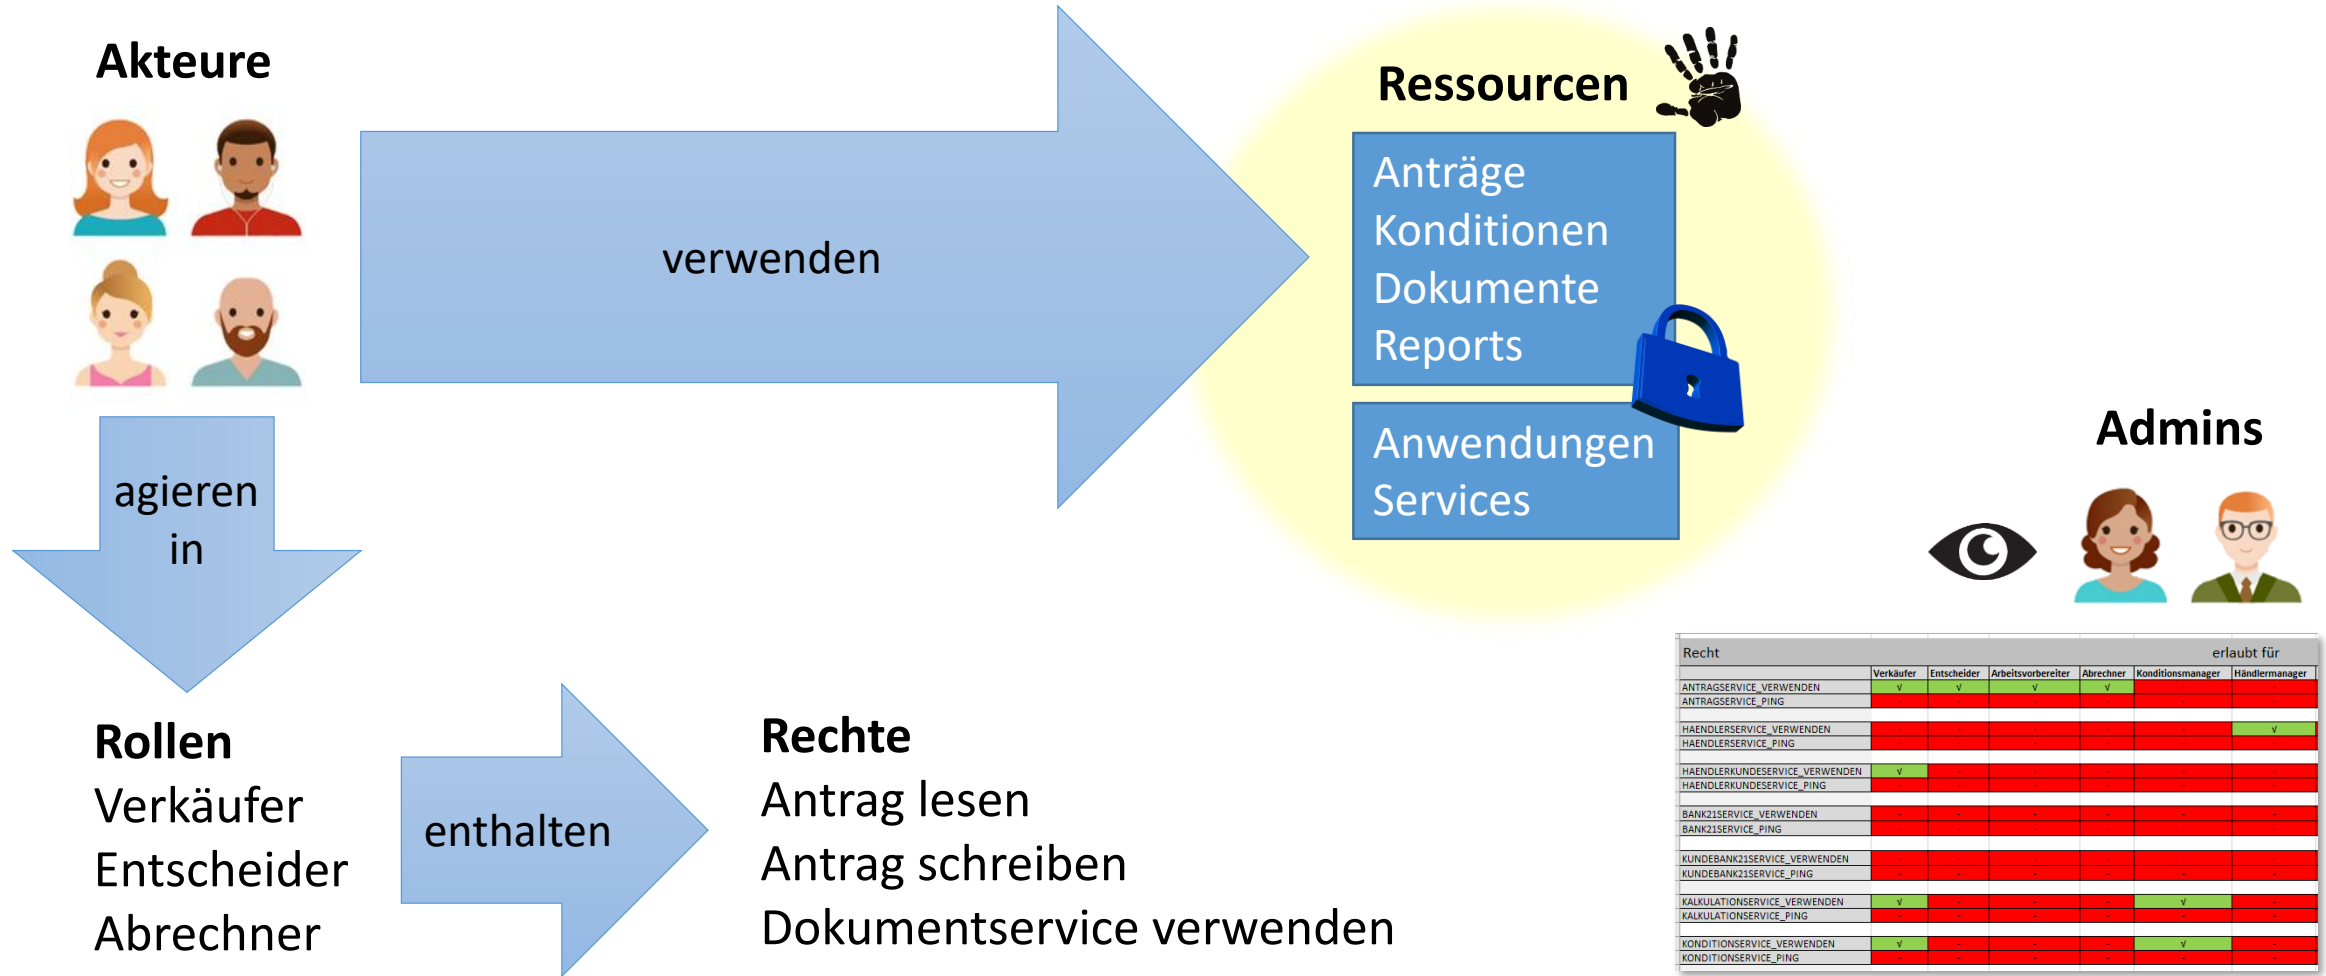 Akteure
verwenden
Ressourcen
Anträge
Konditionen
Dokumente
Reports
Anwendungen
Services
agieren
in
Rollen
Verkäufer
Entscheider
Abrechner
enthalten
Rechte
Antrag lesen
Antrag schreiben
Dokumentservice verwenden
Admins
Recht erlaubt für
Verkäufer Entscheider Arbeitsvorbereiter Abrechner Konditionsmanager Händlermanager
ANTRAGSERVICE_VERWENDEN √ √ √ √ - -
ANTRAGSERVICE_PING - - - - - -
HAENDLERSERVICE_VERWENDEN - - - - - √
HAENDLERSERVICE_PING - - - - - -
HAENDLERKUNDESERVICE_VERWENDEN √ - - - - -
HAENDLERKUNDESERVICE_PING - - - - - -
BANK21SERVICE_VERWENDEN - - - - - -
BANK21SERVICE_PING - - - - - -
KUNDEBANK21SERVICE_VERWENDEN - - - - - -
KUNDEBANK21SERVICE_PING - - - - - -
KALKULATIONSERVICE_VERWENDEN √ - - - √ -
KALKULATIONSERVICE_PING - - - - - -
KONDITIONSERVICE_VERWENDEN √ - - - √ -
KONDITIONSERVICE_PING - - - - - -